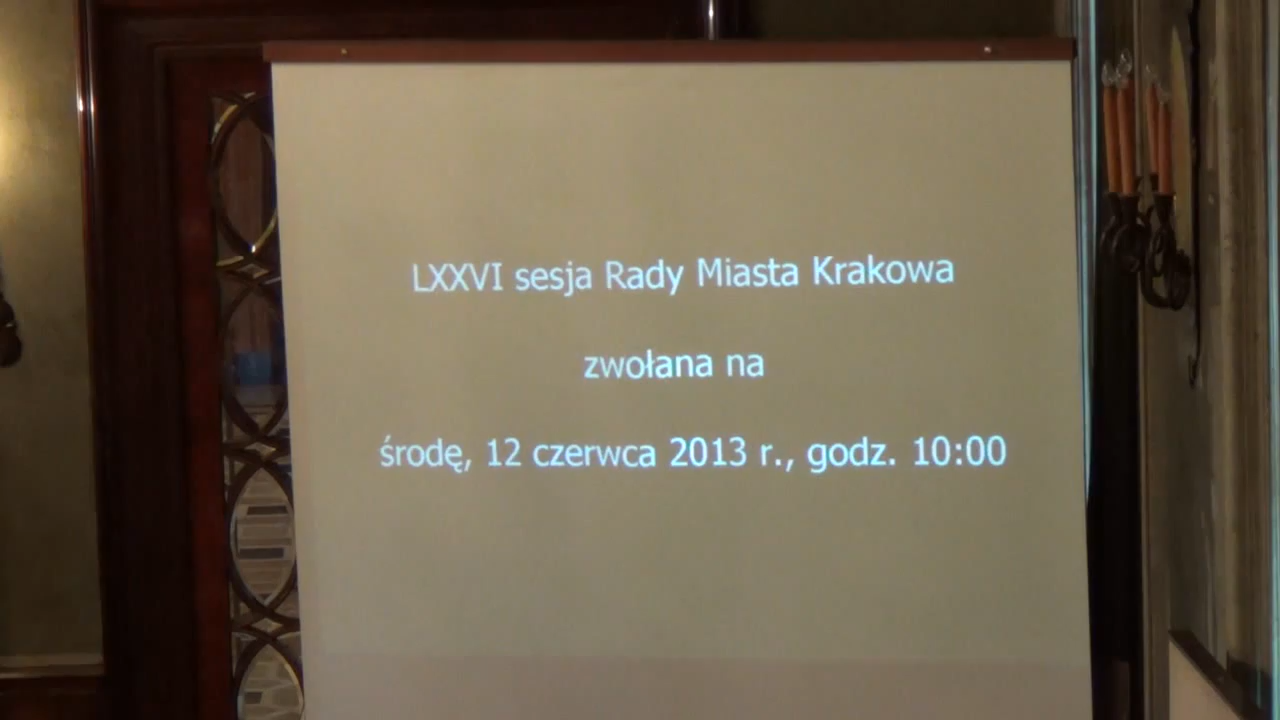 LXXVI sesja Rady Miasta Krakowa
zwołana na
środę, 12 czerwca 2013 r., godz. 10:00